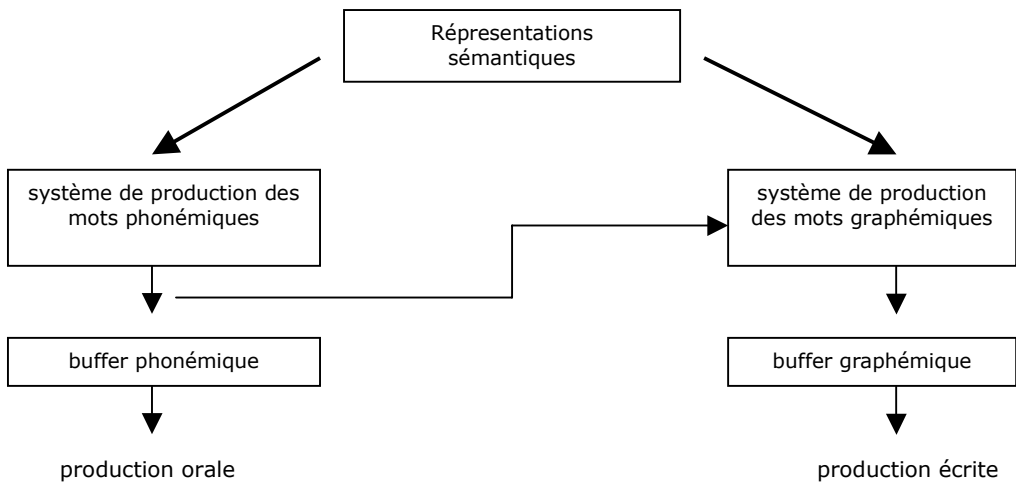 Répresentations
sémantiques
système de production des
mots phonémiques
système de production
des mots graphémiques
buffer phonémique
buffer graphémique
production orale
production écrite